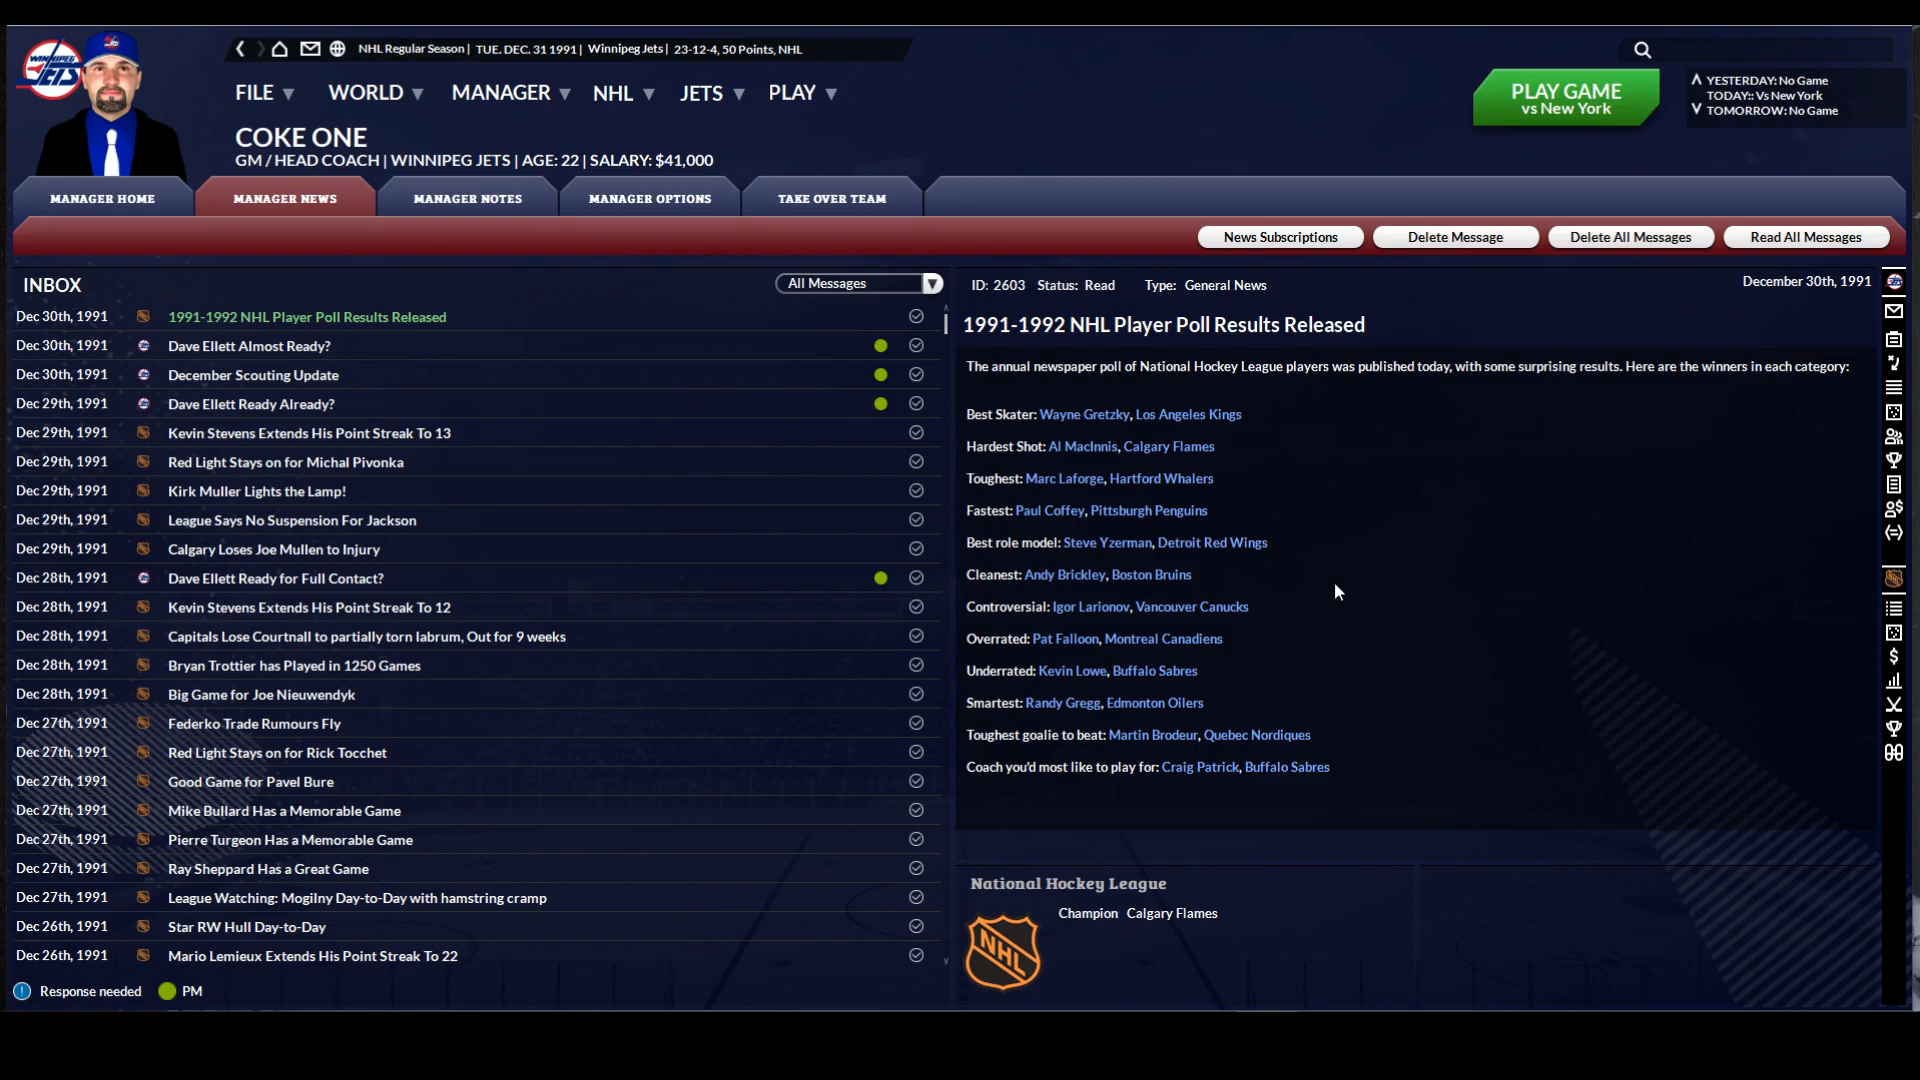 NHL Regular Season | TUE. DEC. 31 1991 | Winnipeg Jets | 23-12-4, 50 Points, NHL
WINNIPEG
JETS
FILE WORLD MANAGER NHL JETS PLAY
PLAY GAME
vs New York
YESTERDAY: No Game
TODAY:: Vs New York
TOMORROW: No Game
COKE ONE
GM / HEAD COACH | WINNIPEG JETS | AGE: 22 | SALARY: $41,000
MANAGER HOME MANAGER NEWS MANAGER NOTES MANAGER OPTIONS TAKE OVER TEAM
News Subscriptions Delete Message Delete All Messages Read All Messages
INBOX All Messages
Dec 30th, 1991 1991-1992 NHL Player Poll Results Released
Dec 30th, 1991 Dave Ellett Almost Ready?
Dec 30th, 1991 December Scouting Update
Dec 29th, 1991 Dave Ellett Ready Already?
Dec 29th, 1991 Kevin Stevens Extends His Point Streak To 13
Dec 29th, 1991 Red Light Stays on for Michal Pivonka
Dec 29th, 1991 Kirk Muller Lights the Lamp!
Dec 29th, 1991 League Says No Suspension For Jackson
Dec 29th, 1991 Calgary Loses Joe Mullen to Injury
Dec 28th, 1991 Dave Ellett Ready for Full Contact?
Dec 28th, 1991 Kevin Stevens Extends His Point Streak To 12
Dec 28th, 1991 Capitals Lose Courtnall to partially torn labrum, Out for 9 weeks
Dec 28th, 1991 Bryan Trottier has Played in 1250 Games
Dec 28th, 1991 Big Game for Joe Nieuwendyk
Dec 27th, 1991 Federko Trade Rumours Fly
Dec 27th, 1991 Red Light Stays on for Rick Tocchet
Dec 27th, 1991 Good Game for Pavel Bure
Dec 27th, 1991 Mike Bullard Has a Memorable Game
Dec 27th, 1991 Pierre Turgeon Has a Memorable Game
Dec 27th, 1991 Ray Sheppard Has a Great Game
Dec 27th, 1991 League Watching: Mogilny Day-to-Day with hamstring cramp
Dec 26th, 1991 Star RW Hull Day-to-Day
Dec 26th, 1991 Mario Lemieux Extends His Point Streak To 22
Response needed PM
ID: 2603 Status: Read Type: General News December 30th, 1991
1991-1992 NHL Player Poll Results Released
The annual newspaper poll of National Hockey League players was published today, with some surprising results. Here are the winners in each category:
Best Skater: Wayne Gretzky, Los Angeles Kings
Hardest Shot: Al MacInnis, Calgary Flames
Toughest: Marc Laforge, Hartford Whalers
Fastest: Paul Coffey, Pittsburgh Penguins
Best role model: Steve Yzerman, Detroit Red Wings
Cleanest: Andy Brickley, Boston Bruins
Controversial: Igor Larionov, Vancouver Canucks
Overrated: Pat Falloon, Montreal Canadiens
Underrated: Kevin Lowe, Buffalo Sabres
Smartest: Randy Gregg, Edmonton Oilers
Toughest goalie to beat: Martin Brodeur, Quebec Nordiques
Coach you'd most like to play for: Craig Patrick, Buffalo Sabres
National Hockey League
Champion Calgary Flames
NHL